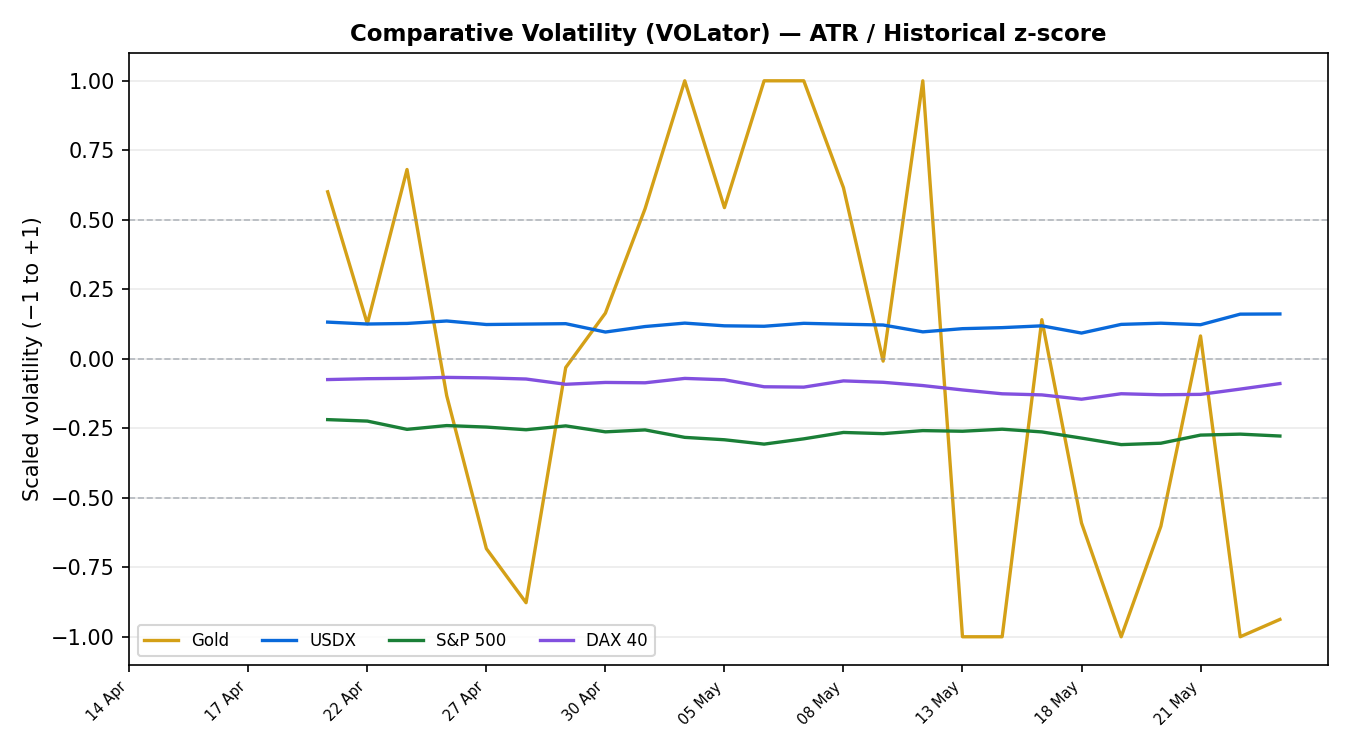 Comparative Volatility (VOLator) — ATR / Historical z-score
Scaled volatility (−1 to +1)
1.00
0.75
0.50
0.25
0.00
−0.25
−0.50
−0.75
−1.00
Gold USDX S&P 500 DAX 40
14 Apr 17 Apr 22 Apr 27 Apr 30 Apr 05 May 08 May 13 May 18 May 21 May